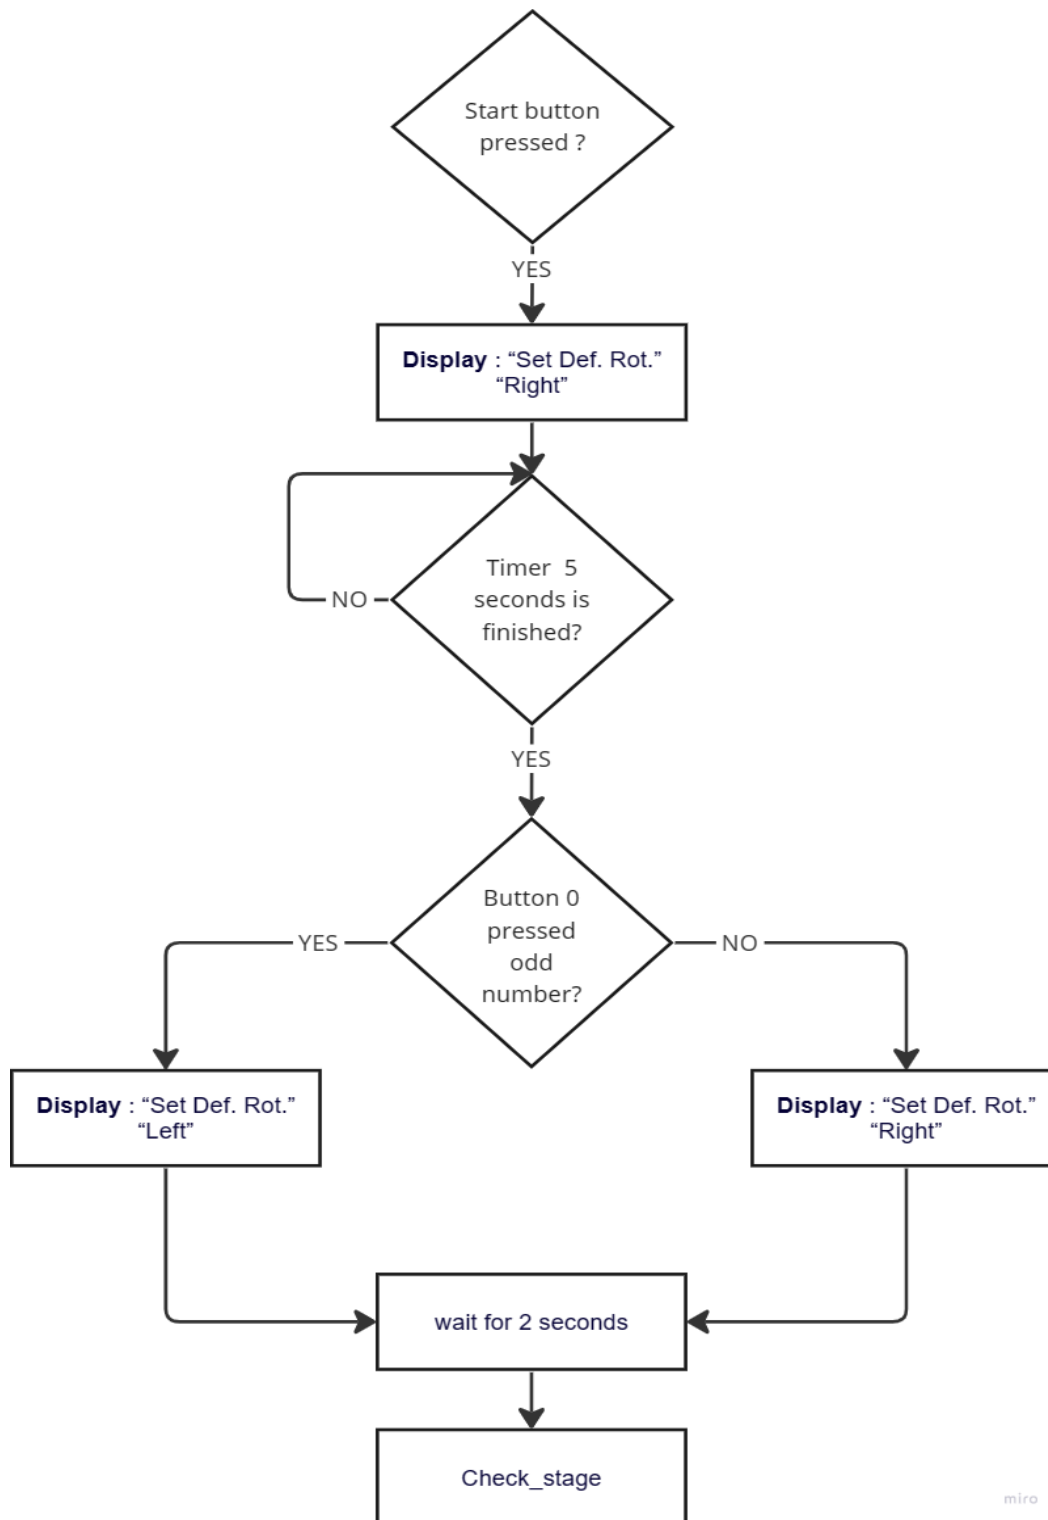 Start button
pressed ?
YES
Display : “Set Def. Rot.”
“Right”
Timer  5
seconds is
finished?
NO
YES
Button 0
pressed
odd
number?
YES
NO
Display : “Set Def. Rot.”
“Left”
Display : “Set Def. Rot.”
“Right”
wait for 2 seconds
Check_stage
miro